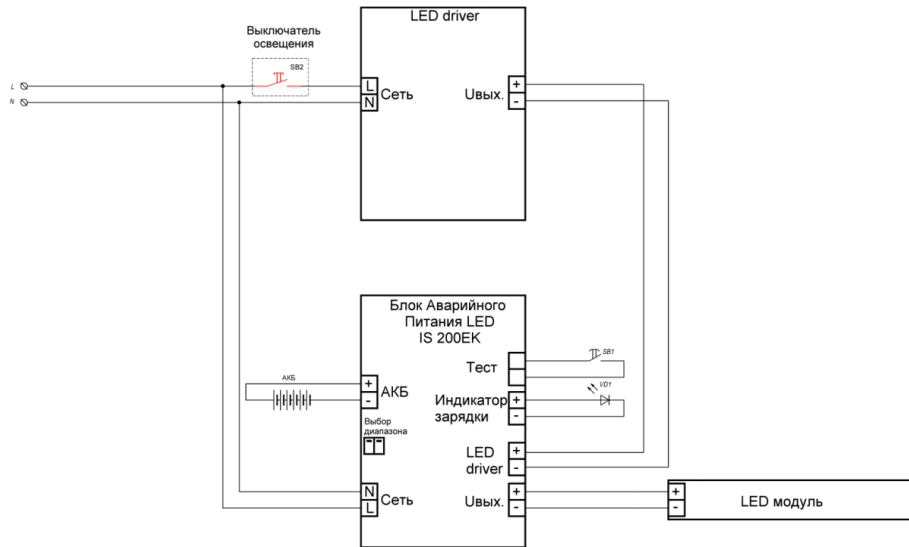 LED driver
Выключатель
освещения
SB2
L
N
L
N
Сеть
Uвых.
+
-
Блок Аварийного
Питания LED
IS 200EK
Тест
SB1
АКБ
+
-
АКБ
Индикатор
зарядки
+
-
VD1
Выбор
диапазона
LED
driver
+
-
N
L
Сеть
Uвых.
+
-
+
-
LED модуль